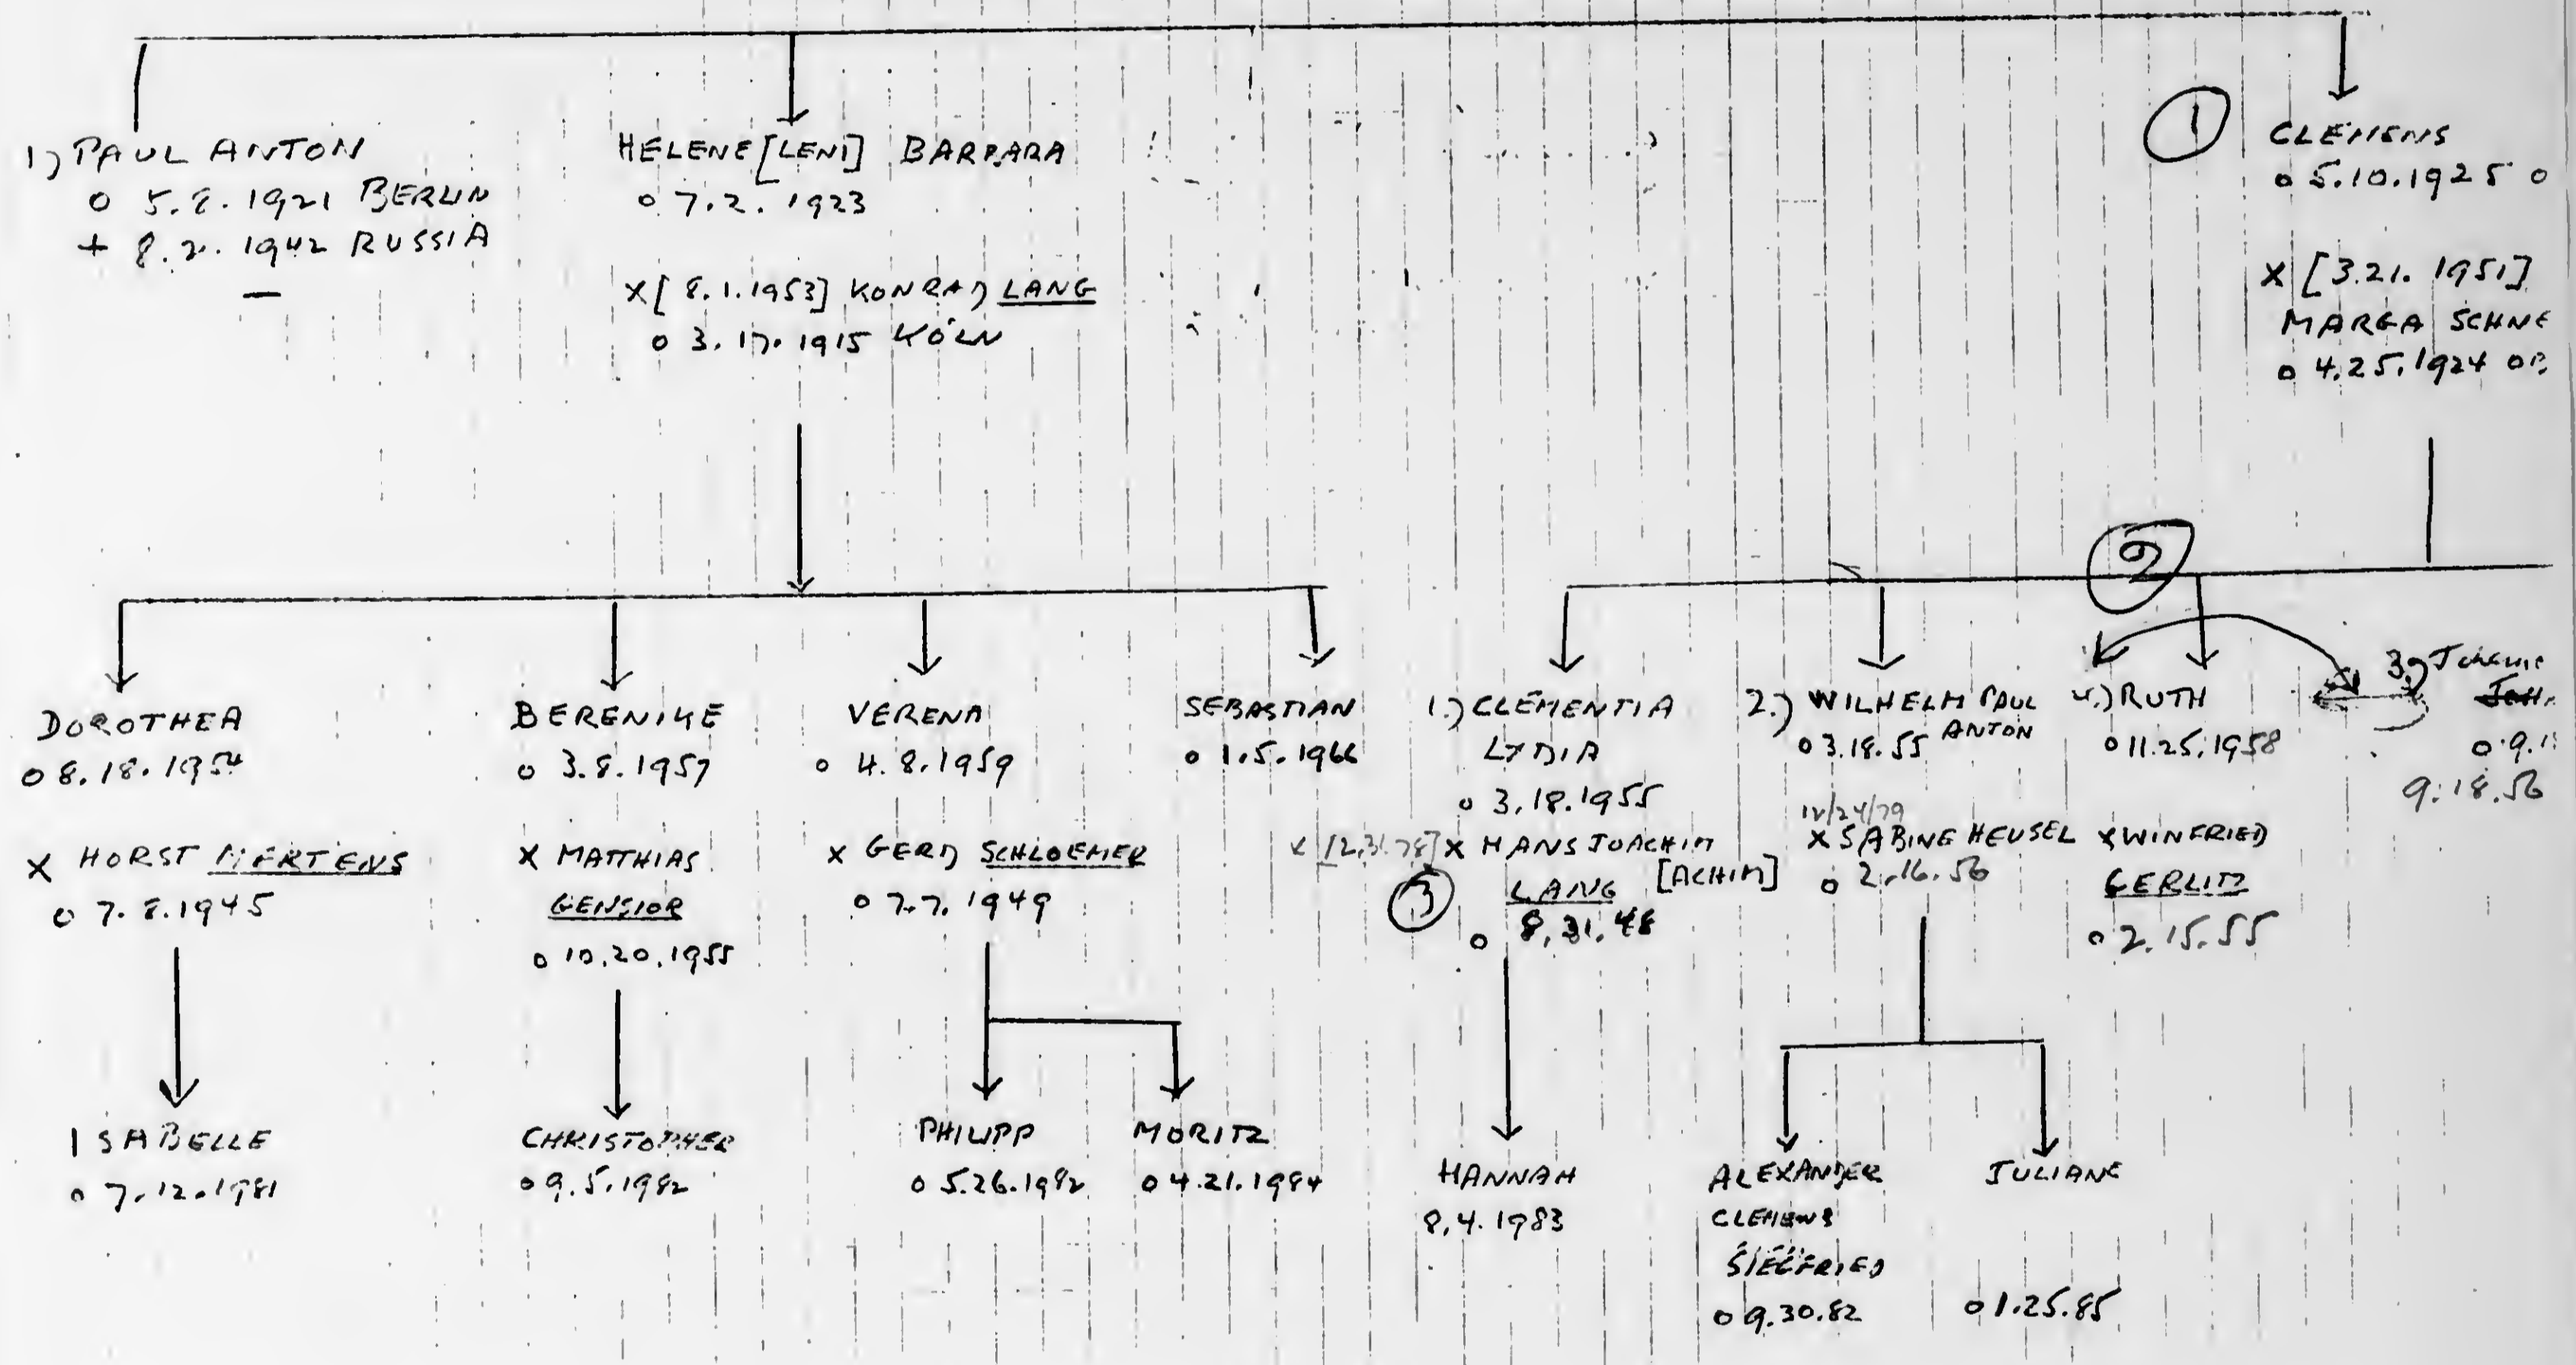 1) PAUL ANTON
o 5.8.1921 BERLIN
+ 8.2.1942 RUSSIA
—
HELENE [LENI] BARBARA
o 7.2.1923
X [8.1.1953] KONRAD LANG
o 3.17.1915 KÖLN
1
CLEMENS
o 5.10.1925 o
X [3.21.1951]
MARGA SCHNE
o 4.25.1924 OB
2
DOROTHEA
o 8.18.1954
X HORST MERTENS
o 7.8.1945
ISABELLE
o 7.12.1981
BERENIKE
o 3.8.1957
X MATTHIAS
GENSIOR
o 10.20.1955
CHRISTOPHER
o 9.5.1982
VERENA
o 4.8.1959
X GERD SCHLOEMER
o 7.7.1949
PHILIPP
o 5.26.1982
MORITZ
o 4.21.1984
SEBASTIAN
o 1.5.1966
1.) CLEMENTIA
LYDIA
o 3.18.1955
X [12.31.78] X HANS JOACHIM
[ACHIM]
3
LANG
o 8.31.48
HANNAH
8.4.1983
2.) WILHELM PAUL
ANTON
o 3.18.55
12/24/79
X SABINE HEUSEL
o 2.16.56
ALEXANDER
CLEMENS
SIEGFRIED
o 9.30.82
JULIANE
o 1.25.85
4.) RUTH
o 11.25.1958
X WINFRIED
GERLITZ
o 2.15.55
3.)
o 9.1
9.18.56